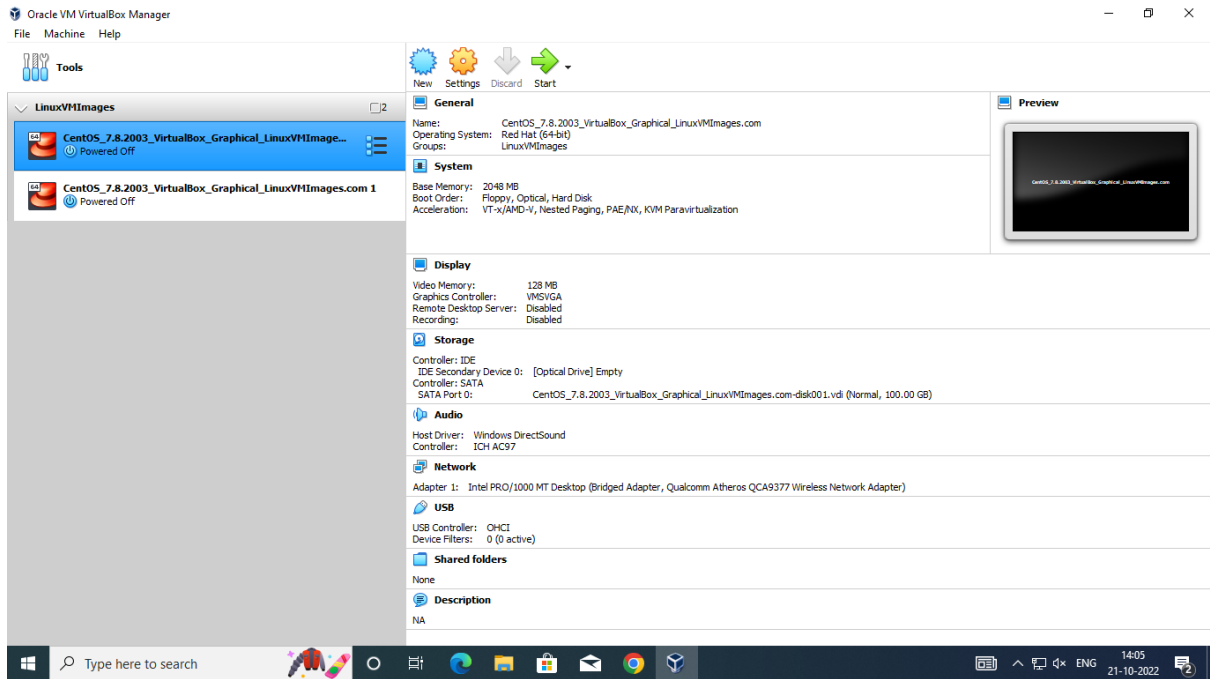 Oracle VM VirtualBox Manager
File Machine Help
Tools
New Settings Discard Start
LinuxVMImages 2
64 CentOS_7.8.2003_VirtualBox_Graphical_LinuxVMImage...
Powered Off
64 CentOS_7.8.2003_VirtualBox_Graphical_LinuxVMImages.com 1
Powered Off
General
Name: CentOS_7.8.2003_VirtualBox_Graphical_LinuxVMImages.com
Operating System: Red Hat (64-bit)
Groups: LinuxVMImages
Preview
CentOS_7.8.2003_VirtualBox_Graphical_LinuxVMImages.com
System
Base Memory: 2048 MB
Boot Order: Floppy, Optical, Hard Disk
Acceleration: VT-x/AMD-V, Nested Paging, PAE/NX, KVM Paravirtualization
Display
Video Memory: 128 MB
Graphics Controller: VMSVGA
Remote Desktop Server: Disabled
Recording: Disabled
Storage
Controller: IDE
IDE Secondary Device 0: [Optical Drive] Empty
Controller: SATA
SATA Port 0: CentOS_7.8.2003_VirtualBox_Graphical_LinuxVMImages.com-disk001.vdi (Normal, 100.00 GB)
Audio
Host Driver: Windows DirectSound
Controller: ICH AC97
Network
Adapter 1: Intel PRO/1000 MT Desktop (Bridged Adapter, Qualcomm Atheros QCA9377 Wireless Network Adapter)
USB
USB Controller: OHCI
Device Filters: 0 (0 active)
Shared folders
None
Description
NA
Type here to search
ENG
14:05
21-10-2022
2